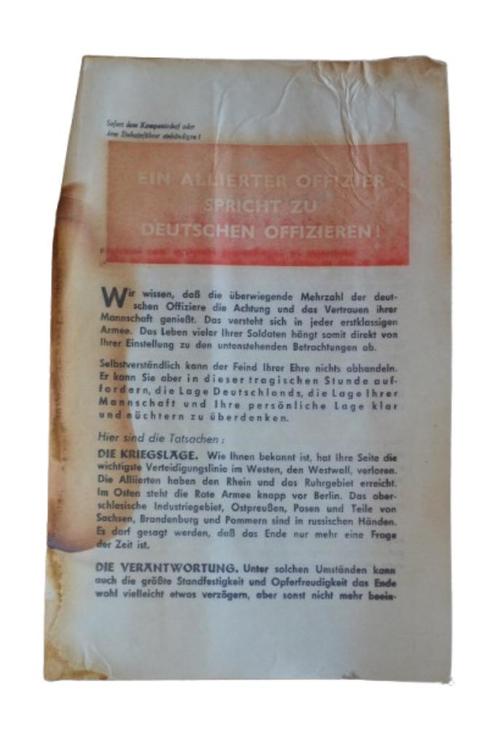 Sofort dem Kompaniechef oder
dem Einheitsführer aushändigen!
EIN ALLIIERTER OFFIZIER
SPRICHT ZU
DEUTSCHEN OFFIZIEREN!
Wir wissen, daß die überwiegende Mehrzahl der deut-
schen Offiziere die Achtung und das Vertrauen ihrer
Mannschaft genießt. Das versteht sich in jeder erstklassigen
Armee. Das Leben vieler Ihrer Soldaten hängt somit direkt von
Ihrer Einstellung zu den untenstehenden Betrachtungen ab.
Selbstverständlich kann der Feind Ihrer Ehre nichts abhandeln.
Er kann Sie aber in dieser tragischen Stunde auf-
fordern, die Lage Deutschlands, die Lage Ihrer
Mannschaft und Ihre persönliche Lage klar
und nüchtern zu überdenken.
Hier sind die Tatsachen:
DIE KRIEGSLAGE. Wie Ihnen bekannt ist, hat Ihre Seite die
wichtigste Verteidigungslinie im Westen, den Westwall, verloren.
Die Alliierten haben den Rhein und das Ruhrgebiet erreicht.
Im Osten steht die Rote Armee knapp vor Berlin. Das ober-
schlesische Industriegebiet, Ostpreußen, Posen und Teile von
Sachsen, Brandenburg und Pommern sind in russischen Händen.
Es darf gesagt werden, daß das Ende nur mehr eine Frage
der Zeit ist.
DIE VERANTWORTUNG. Unter solchen Umständen kann
auch die größte Standfestigkeit und Opferfreudigkeit das Ende
wohl vielleicht etwas verzögern, aber sonst nicht mehr beein-